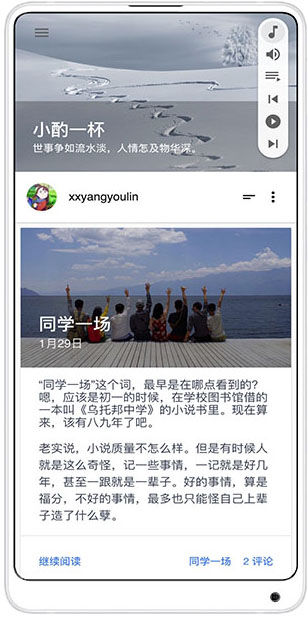 小酌一杯
世事争如流水淡，人情怎及物华深。
xxyangyoulin
同学一场
1月29日
“同学一场”这个词，最早是在哪点看到的？
嗯，应该是初一的时候，在学校图书馆借的
一本叫《乌托邦中学》的小说书里。现在算
来，该有八九年了吧。
老实说，小说质量不怎么样。但是有时候人
就是这么奇怪，记一些事情，一记就是好几
年，甚至一跟就是一辈子。好的事情，算是
福分，不好的事情，最多也只能怪自己上辈
子造了什么孽。
继续阅读
同学一场 2 评论